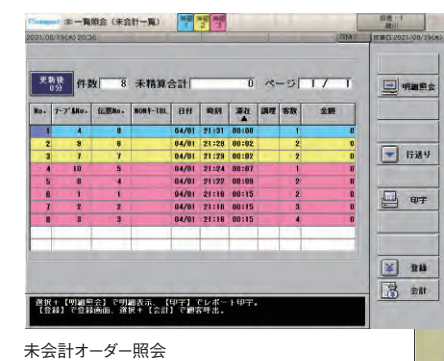 一覧照会（未会計一覧）
2021/08/19(木) 20:36
営業日 2021/08/19(木)
更新後 0分 件数 8 未精算合計 0 ページ 1 / 1
No. ﾃｰﾌﾞﾙNo. 伝票No. 日付 時刻 滞在▲ 調理 客数 金額
1 4 8 04/01 21:31 00:00 1 0
2 9 6 04/01 21:29 00:02 2 0
3 7 7 04/01 21:29 00:02 2 0
4 10 5 04/01 21:24 00:07 1 0
5 8 4 04/01 21:22 00:09 2 0
6 1 1 04/01 21:16 00:15 2 0
7 2 2 04/01 21:16 00:15 3 0
8 3 3 04/01 21:16 00:15 4 0
明細照会
行送り
印字
登録
会計
選択＋【明細照会】で明細表示、【印字】でレポート印字。
【登録】で登録画面、選択＋【会計】で顧客呼出。
未会計オーダー照会